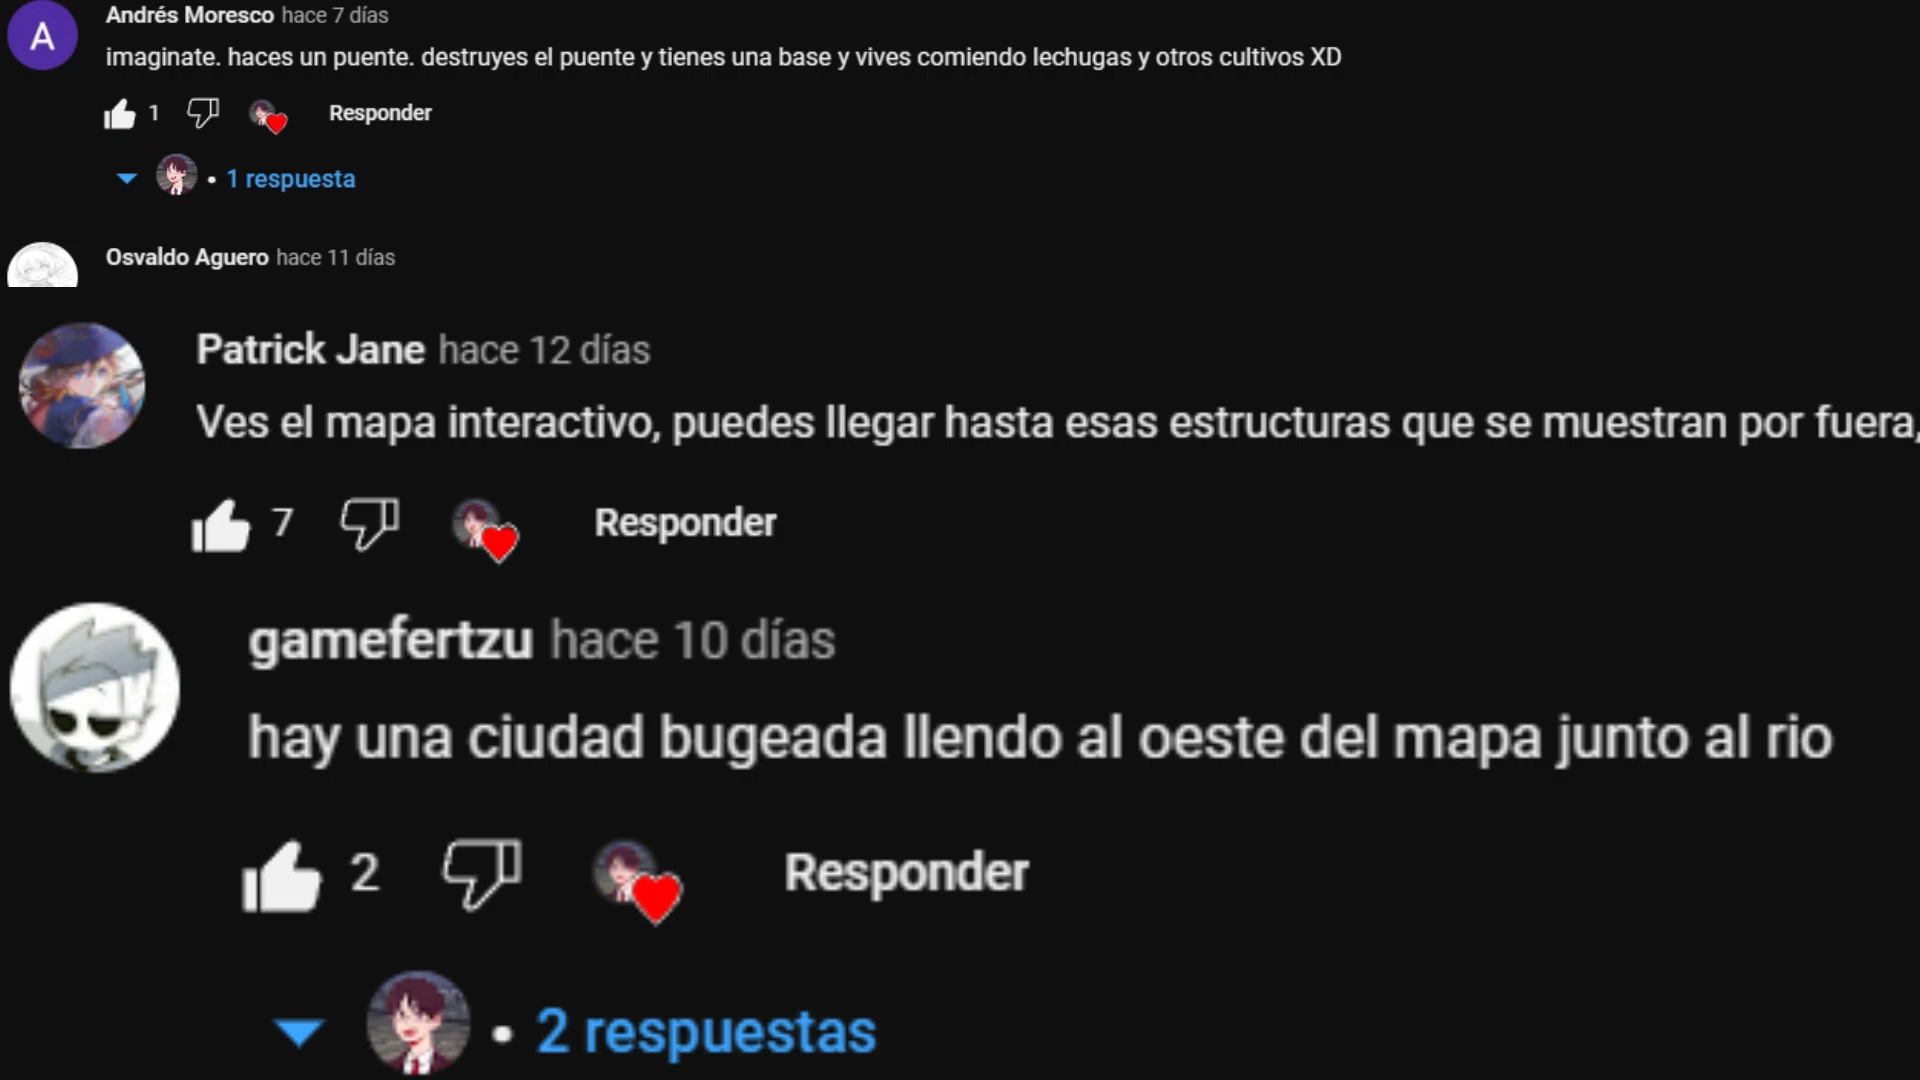 A
Andrés Moresco hace 7 días
imaginate. haces un puente. destruyes el puente y tienes una base y vives comiendo lechugas y otros cultivos XD
1 Responder
• 1 respuesta
Osvaldo Aguero hace 11 días
Patrick Jane hace 12 días
Ves el mapa interactivo, puedes llegar hasta esas estructuras que se muestran por fuera,
7 Responder
gamefertzu hace 10 días
hay una ciudad bugeada llendo al oeste del mapa junto al rio
2 Responder
• 2 respuestas